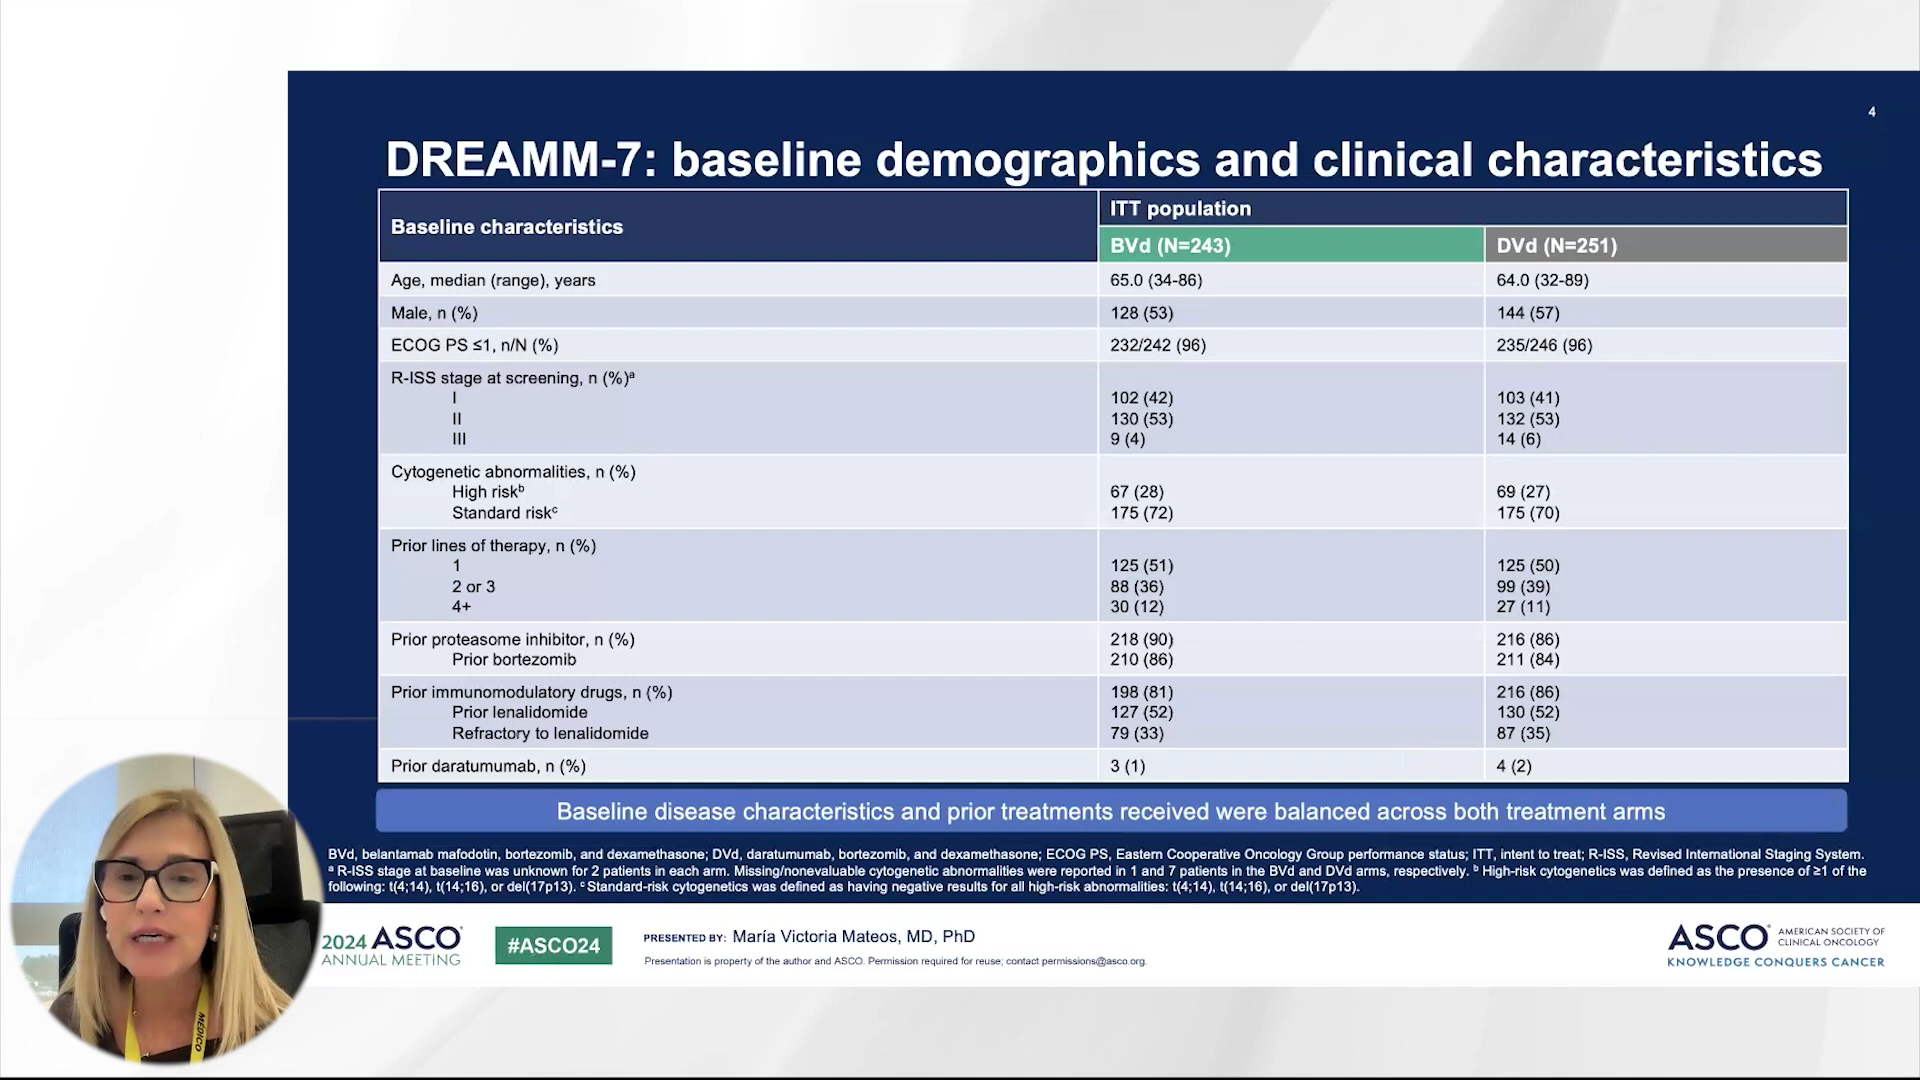 4
DREAMM-7: baseline demographics and clinical characteristics
Baseline characteristics
ITT population
BVd (N=243) DVd (N=251)
Age, median (range), years 65.0 (34-86) 64.0 (32-89)
Male, n (%) 128 (53) 144 (57)
ECOG PS ≤1, n/N (%) 232/242 (96) 235/246 (96)
R-ISS stage at screening, n (%)ᵃ
I 102 (42) 103 (41)
II 130 (53) 132 (53)
III 9 (4) 14 (6)
Cytogenetic abnormalities, n (%)
High riskᵇ 67 (28) 69 (27)
Standard riskᶜ 175 (72) 175 (70)
Prior lines of therapy, n (%)
1 125 (51) 125 (50)
2 or 3 88 (36) 99 (39)
4+ 30 (12) 27 (11)
Prior proteasome inhibitor, n (%) 218 (90) 216 (86)
Prior bortezomib 210 (86) 211 (84)
Prior immunomodulatory drugs, n (%) 198 (81) 216 (86)
Prior lenalidomide 127 (52) 130 (52)
Refractory to lenalidomide 79 (33) 87 (35)
Prior daratumumab, n (%) 3 (1) 4 (2)
Baseline disease characteristics and prior treatments received were balanced across both treatment arms
BVd, belantamab mafodotin, bortezomib, and dexamethasone; DVd, daratumumab, bortezomib, and dexamethasone; ECOG PS, Eastern Cooperative Oncology Group performance status; ITT, intent to treat; R-ISS, Revised International Staging System.
ᵃ R-ISS stage at baseline was unknown for 2 patients in each arm. Missing/nonevaluable cytogenetic abnormalities were reported in 1 and 7 patients in the BVd and DVd arms, respectively. ᵇ High-risk cytogenetics was defined as the presence of ≥1 of the
following: t(4;14), t(14;16), or del(17p13). ᶜ Standard-risk cytogenetics was defined as having negative results for all high-risk abnormalities: t(4;14), t(14;16), or del(17p13).
2024 ASCO
ANNUAL MEETING
#ASCO24
PRESENTED BY: María Victoria Mateos, MD, PhD
Presentation is property of the author and ASCO. Permission required for reuse; contact permissions@asco.org.
ASCO AMERICAN SOCIETY OF
CLINICAL ONCOLOGY
KNOWLEDGE CONQUERS CANCER
MÉDICO